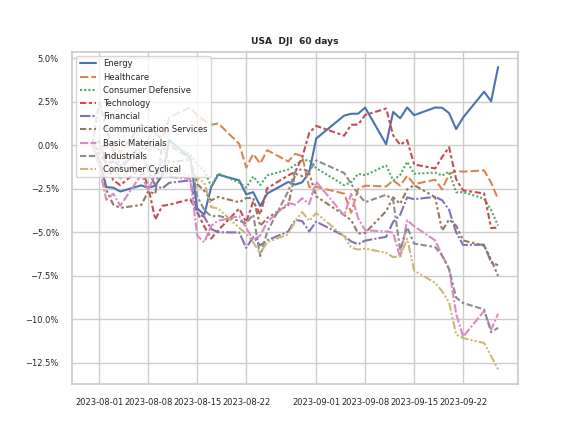 USA DJI 60 days
5.0%
2.5%
0.0%
−2.5%
−5.0%
−7.5%
−10.0%
−12.5%
Energy
Healthcare
Consumer Defensive
Technology
Financial
Communication Services
Basic Materials
Industrials
Consumer Cyclical
2023-08-01 2023-08-08 2023-08-15 2023-08-22 2023-09-01 2023-09-08 2023-09-15 2023-09-22